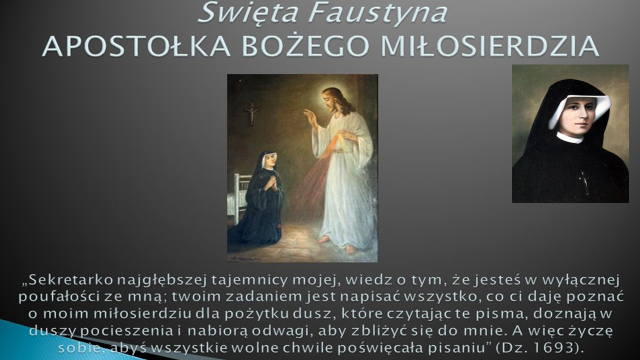 Święta Faustyna
APOSTOŁKA BOŻEGO MIŁOSIERDZIA
„Sekretarko najgłębszej tajemnicy mojej, wiedz o tym, że jesteś w wyłącznej
poufałości ze mną; twoim zadaniem jest napisać wszystko, co ci daję poznać
o moim miłosierdziu dla pożytku dusz, które czytając te pisma, doznają w
duszy pocieszenia i nabiorą odwagi, aby zbliżyć się do mnie. A więc życzę
sobie, abyś wszystkie wolne chwile poświęcała pisaniu” (Dz. 1693).